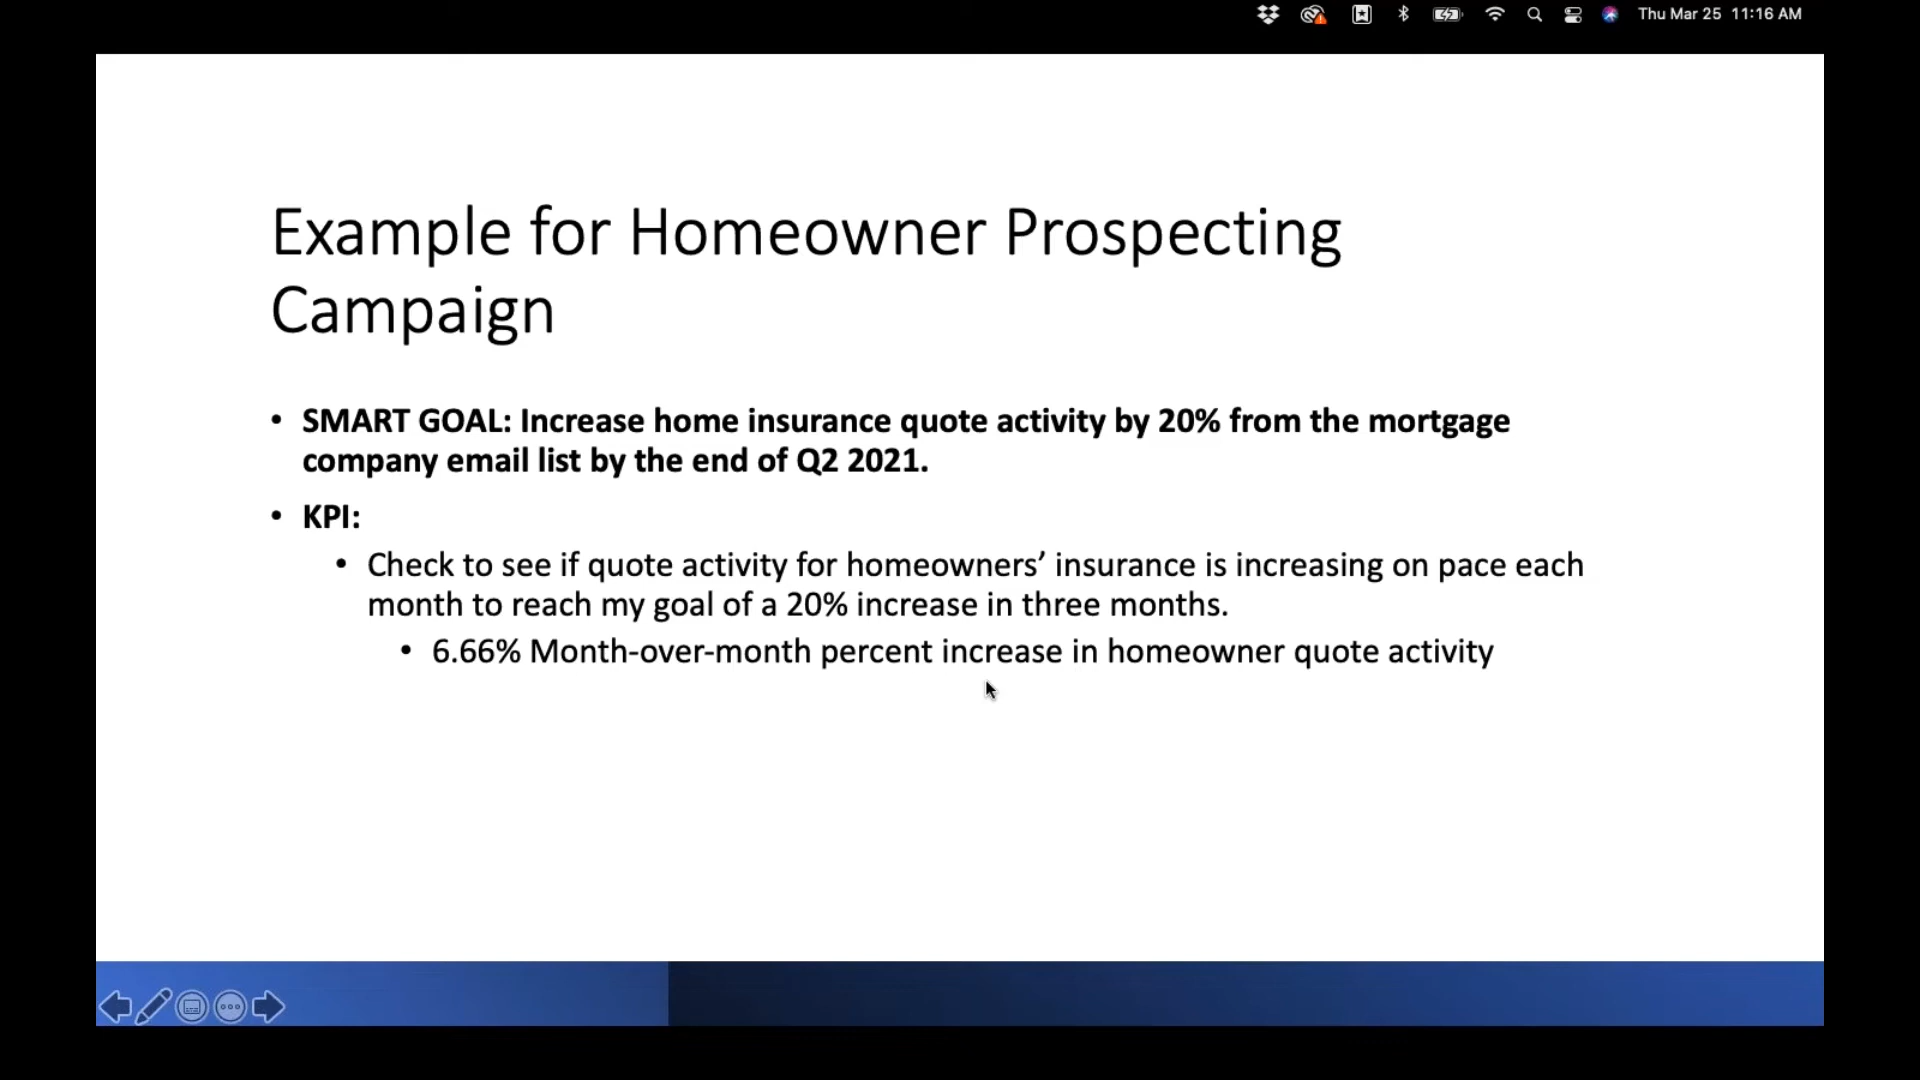 Thu Mar 25 11:16 AM
Example for Homeowner Prospecting
Campaign
• SMART GOAL: Increase home insurance quote activity by 20% from the mortgage
company email list by the end of Q2 2021.
• KPI:
• Check to see if quote activity for homeowners’ insurance is increasing on pace each
month to reach my goal of a 20% increase in three months.
• 6.66% Month-over-month percent increase in homeowner quote activity